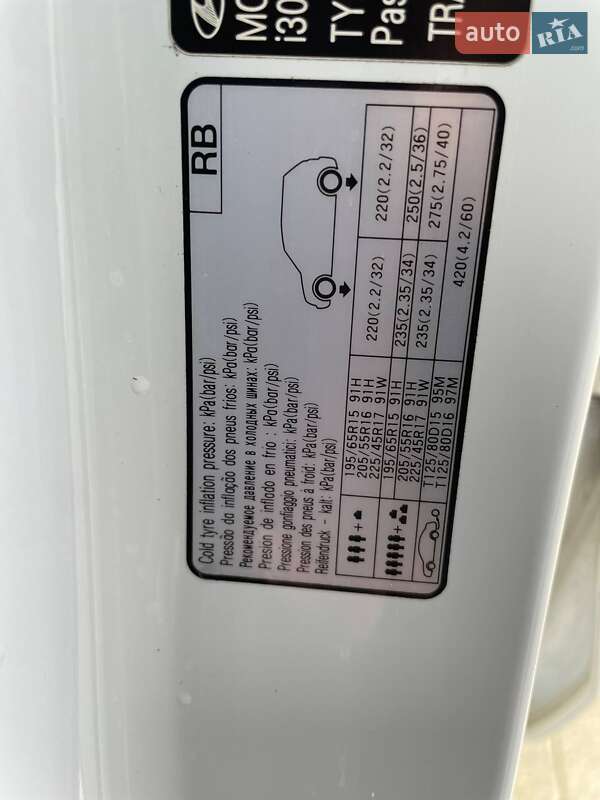 auto RIA.com
MO
i30
TY
Pas
TRA
RB
Cold tyre inflation pressure: kPa(bar/psi)
Pressão da inflação dos pneus frios: kPa(bar/psi)
Рекомендуемое давление в холодных шинах: kPa(bar/psi)
Presion de inflado en frio : kPa(bar/psi)
Pressione gonfiaggio pneumatici: kPa(bar/psi)
Pression des pneus à froid: kPa(bar/psi)
Reifendruck - kalt: kPa(bar/psi)
195/65R15 91H
205/55R16 91H 220(2.2/32) 220(2.2/32)
225/45R17 91W
195/65R15 91H 235(2.35/34) 250(2.5/36)
205/55R16 91H 235(2.35/34) 275(2.75/40)
225/45R17 91W
T125/80D15 95M 420(4.2/60)
T125/80D16 97M